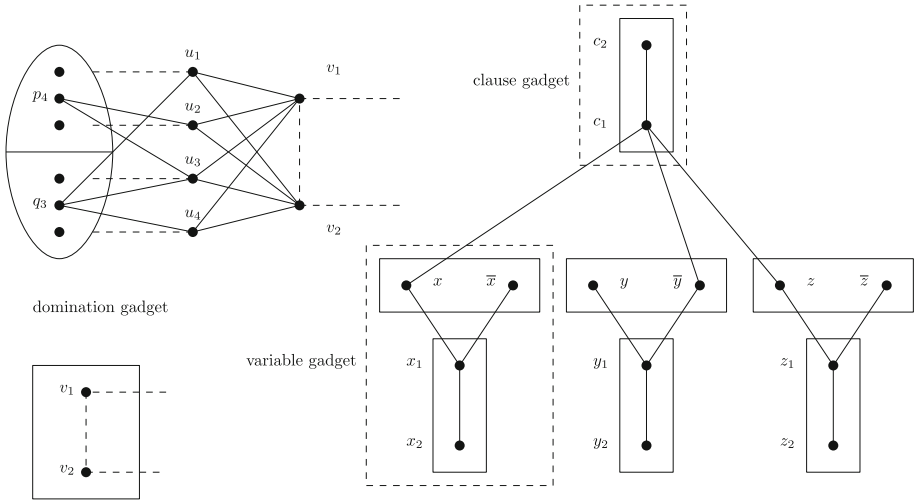 u₁
v₁
p₄
u₂
u₃
q₃
u₄
v₂
domination gadget
v₁
v₂
c₂
clause gadget
c₁
x x̅ y y̅ z z̅
variable gadget x₁ y₁ z₁
x₂ y₂ z₂